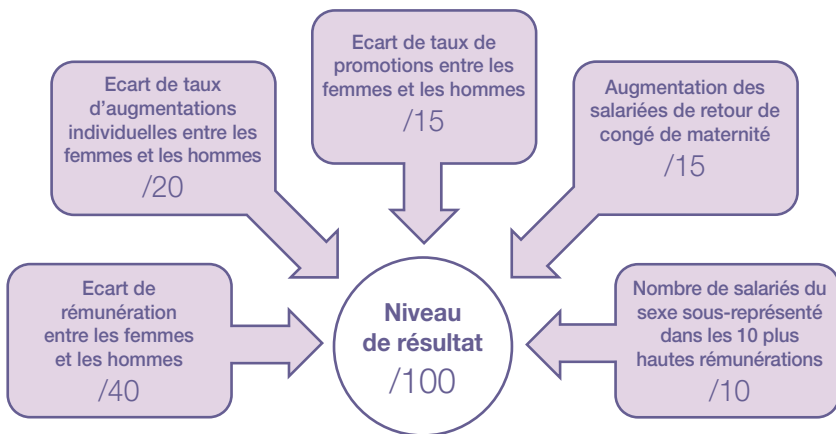 Ecart de taux
d'augmentations
individuelles entre les
femmes et les hommes
/20
Ecart de taux de
promotions entre les
femmes et les hommes
/15
Augmentation des
salariées de retour de
congé de maternité
/15
Ecart de
rémunération
entre les femmes
et les hommes
/40
Niveau
de résultat
/100
Nombre de salariés du
sexe sous-représenté
dans les 10 plus
hautes rémunérations
/10